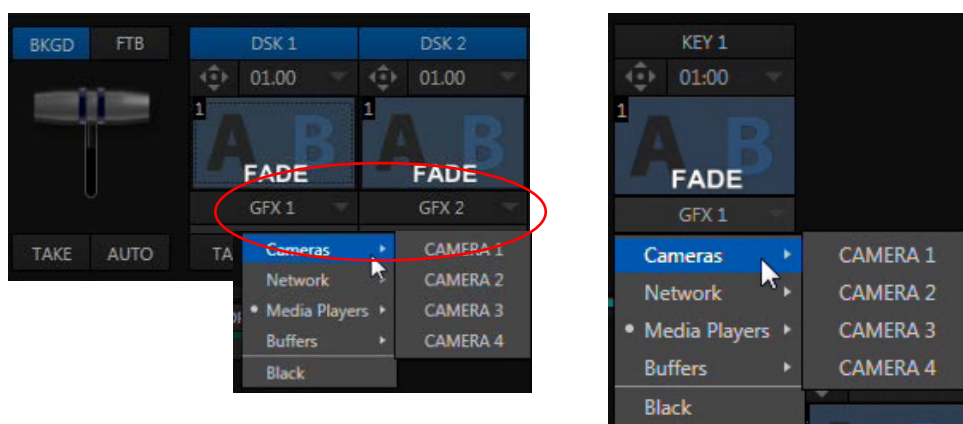 BKGD FTB DSK 1 DSK 2
01.00 01.00
1 1
A B A B
FADE FADE
GFX 1 GFX 2
TAKE AUTO TA
Cameras CAMERA 1
Network CAMERA 2
Media Players CAMERA 3
Buffers CAMERA 4
Black
KEY 1
01:00
1
A B
FADE
GFX 1
Cameras CAMERA 1
Network CAMERA 2
Media Players CAMERA 3
Buffers CAMERA 4
Black